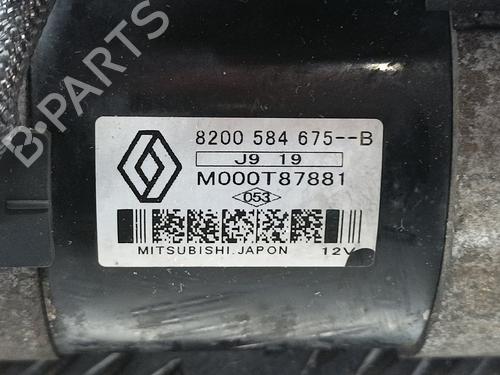 8200 584 675--B
J9 19
M000T87881
053
MITSUBISHI.JAPON 12V
B-PARTS